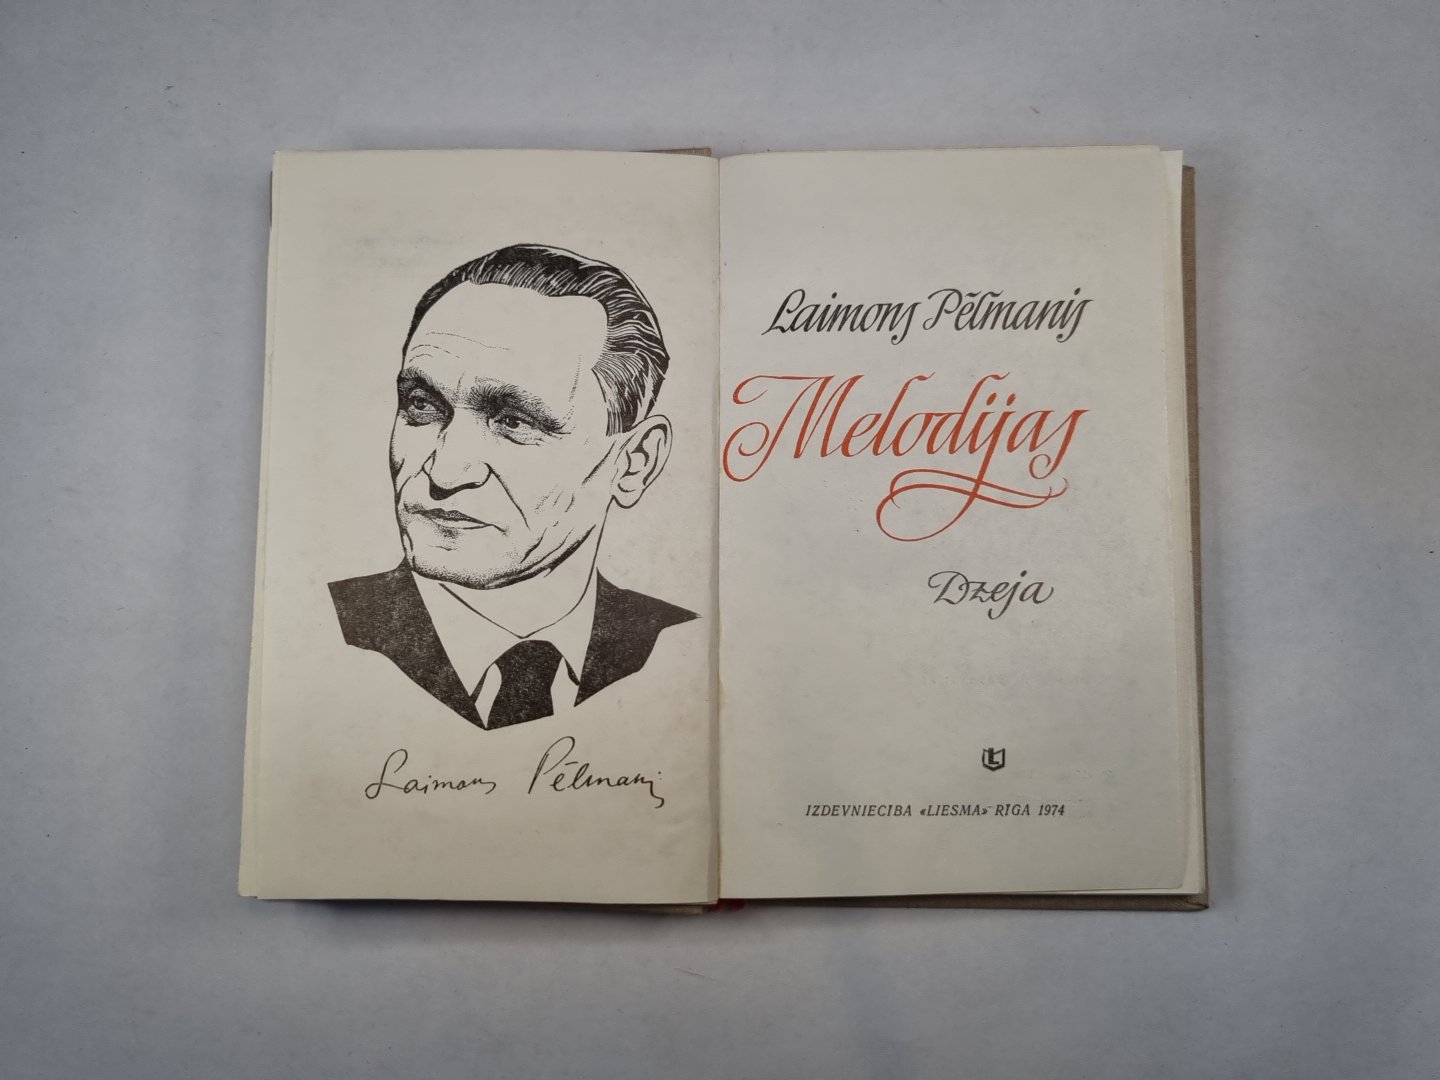 Laimons Pēlmanis
Laimons Pēlmanis
Melodijas
Dzeja
L
IZDEVNIECIBA «LIESMA» RIGA 1974